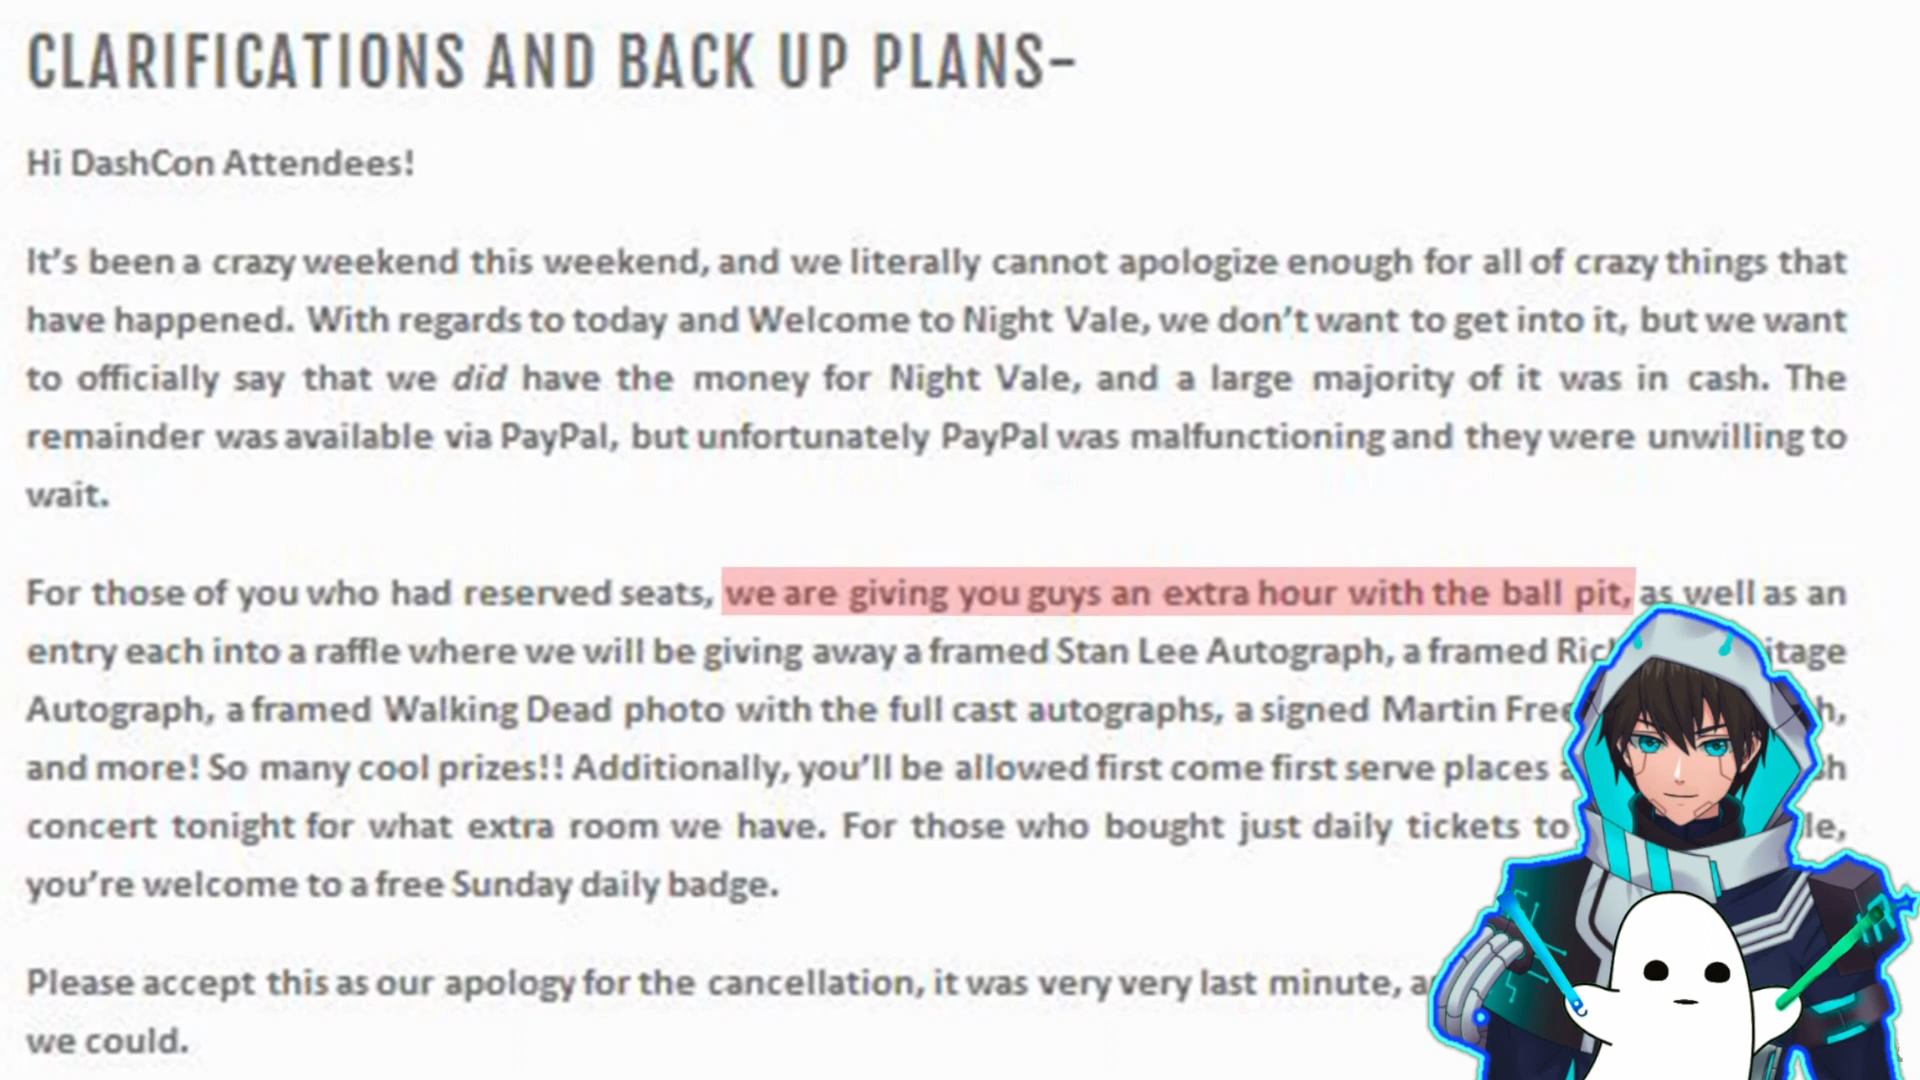 CLARIFICATIONS AND BACK UP PLANS–
Hi DashCon Attendees!
It's been a crazy weekend this weekend, and we literally cannot apologize enough for all of crazy things that
have happened. With regards to today and Welcome to Night Vale, we don't want to get into it, but we want
to officially say that we did have the money for Night Vale, and a large majority of it was in cash. The
remainder was available via PayPal, but unfortunately PayPal was malfunctioning and they were unwilling to
wait.
For those of you who had reserved seats, we are giving you guys an extra hour with the ball pit, as well as an
entry each into a raffle where we will be giving away a framed Stan Lee Autograph, a framed
Autograph, a framed Walking Dead photo with the full cast autographs, a signed Martin
and more! So many cool prizes!! Additionally, you'll be allowed first come first serve places
concert tonight for what extra room we have. For those who bought just daily tickets to
you're welcome to a free Sunday daily badge.
Please accept this as our apology for the cancellation, it was very very last minute,
we could.